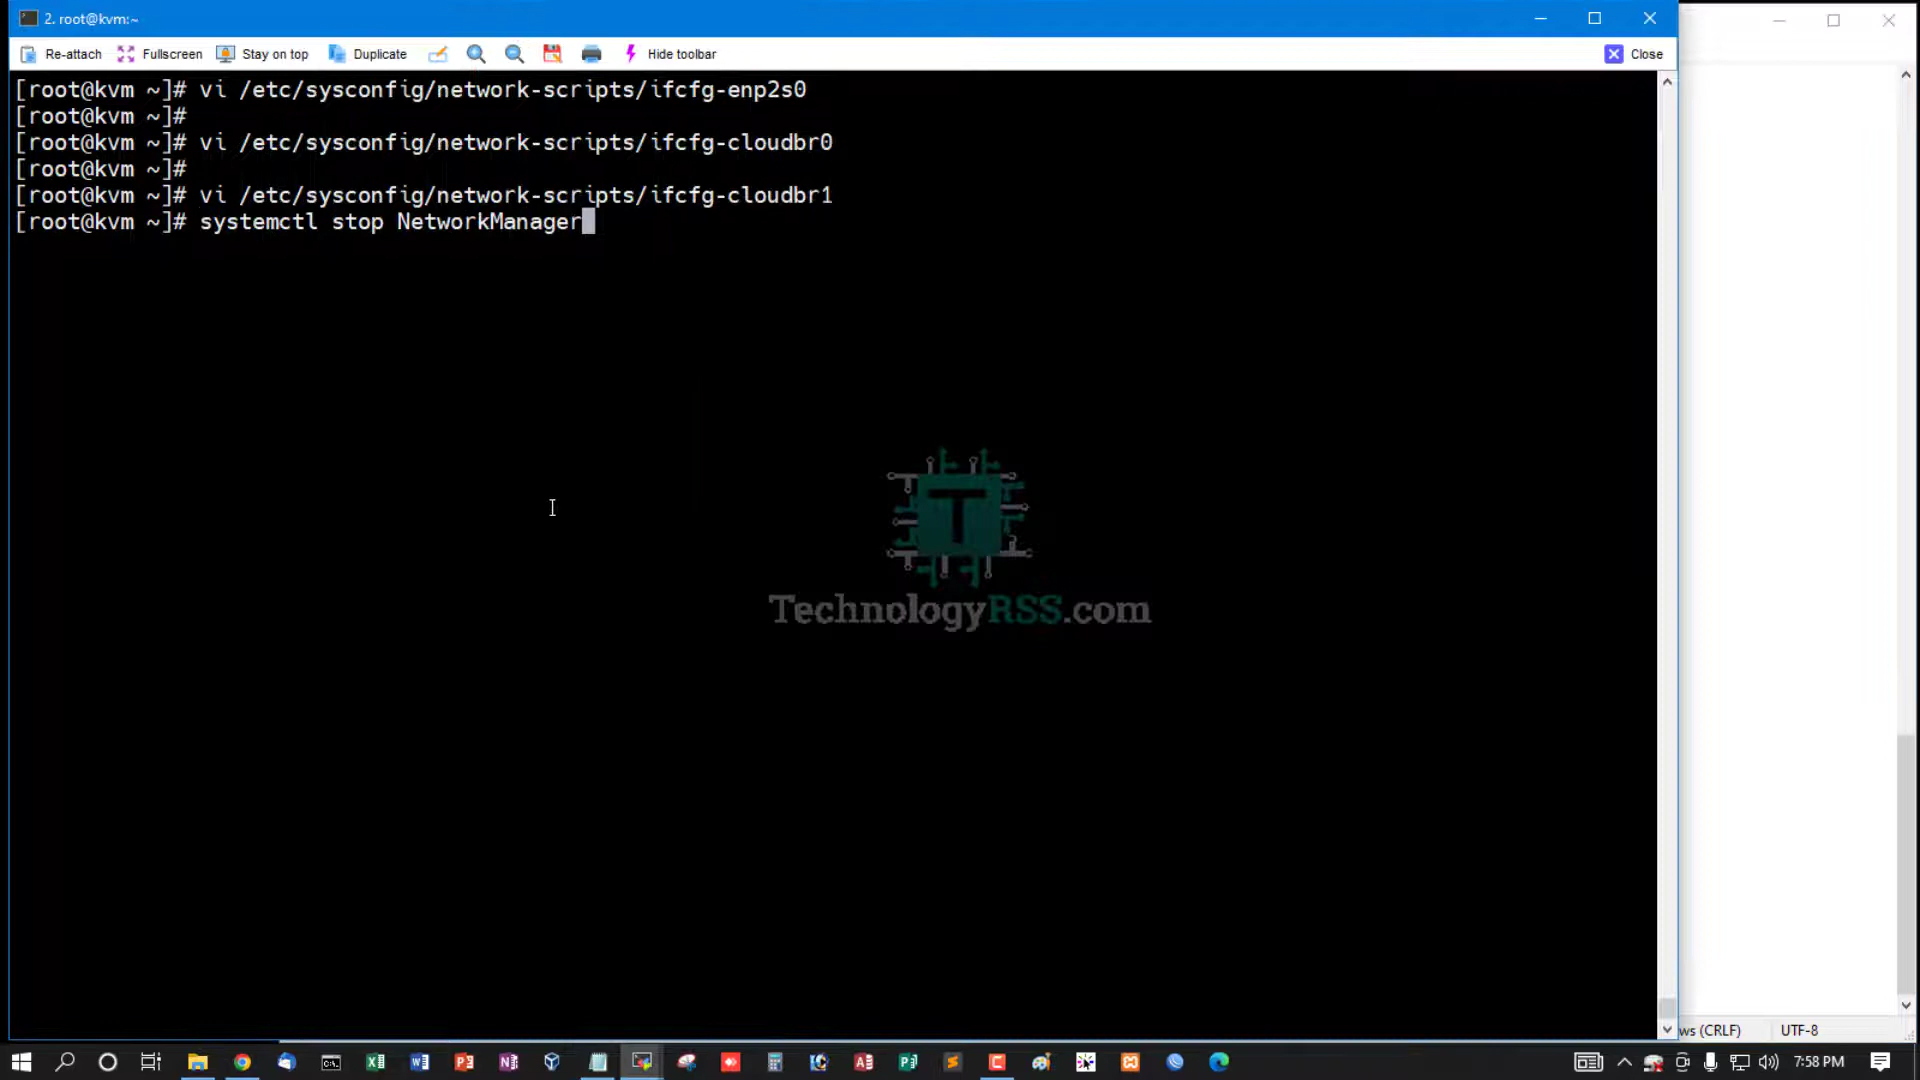 2. root@kvm:~
Re-attach Fullscreen Stay on top Duplicate Hide toolbar Close
[root@kvm ~]# vi /etc/sysconfig/network-scripts/ifcfg-enp2s0
[root@kvm ~]#
[root@kvm ~]# vi /etc/sysconfig/network-scripts/ifcfg-cloudbr0
[root@kvm ~]#
[root@kvm ~]# vi /etc/sysconfig/network-scripts/ifcfg-cloudbr1
[root@kvm ~]# systemctl stop NetworkManager
T
TechnologyRSS.com
ws (CRLF) UTF-8
7:58 PM